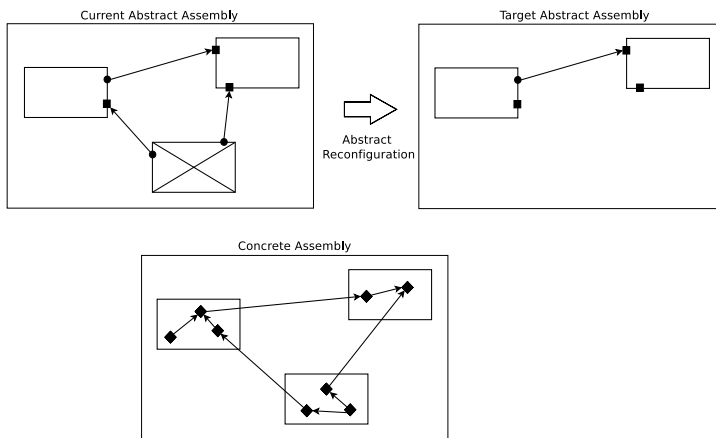 Current Abstract Assembly
Target Abstract Assembly
Abstract
Reconfiguration
Concrete Assembly